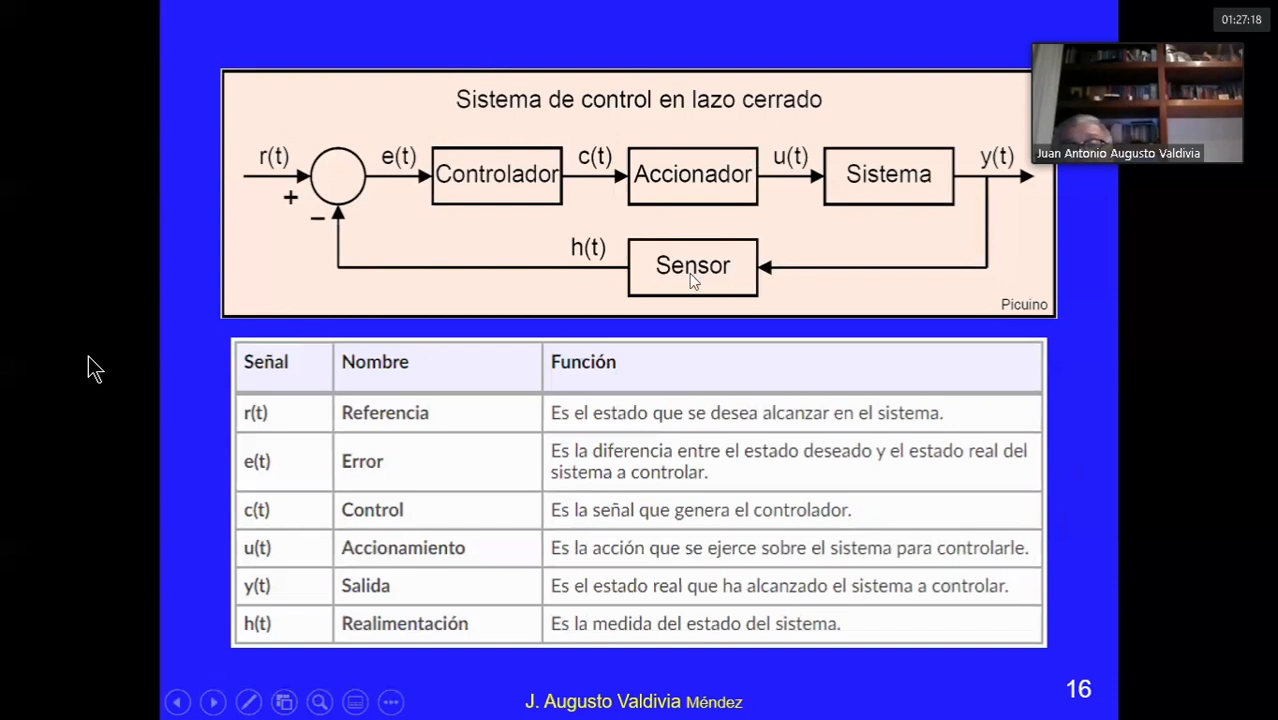 01:27:18
Sistema de control en lazo cerrado
r(t) e(t) Controlador c(t) Accionador u(t) Sistema y(t)
+
−
h(t) Sensor
Picuino
Juan Antonio Augusto Valdivia
Señal Nombre Función
r(t) Referencia Es el estado que se desea alcanzar en el sistema.
e(t) Error Es la diferencia entre el estado deseado y el estado real del
sistema a controlar.
c(t) Control Es la señal que genera el controlador.
u(t) Accionamiento Es la acción que se ejerce sobre el sistema para controlarle.
y(t) Salida Es el estado real que ha alcanzado el sistema a controlar.
h(t) Realimentación Es la medida del estado del sistema.
J. Augusto Valdivia Méndez
16